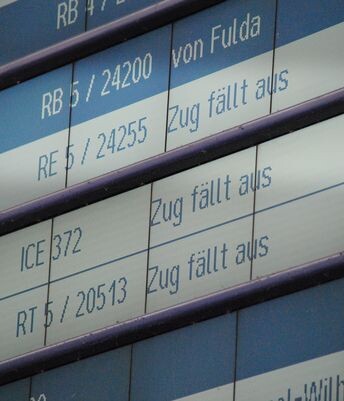 RB 5 / 24200 von Fulda
RE 5 / 24255 Zug fällt aus
ICE 372 Zug fällt aus
RT 5 / 20513 Zug fällt aus